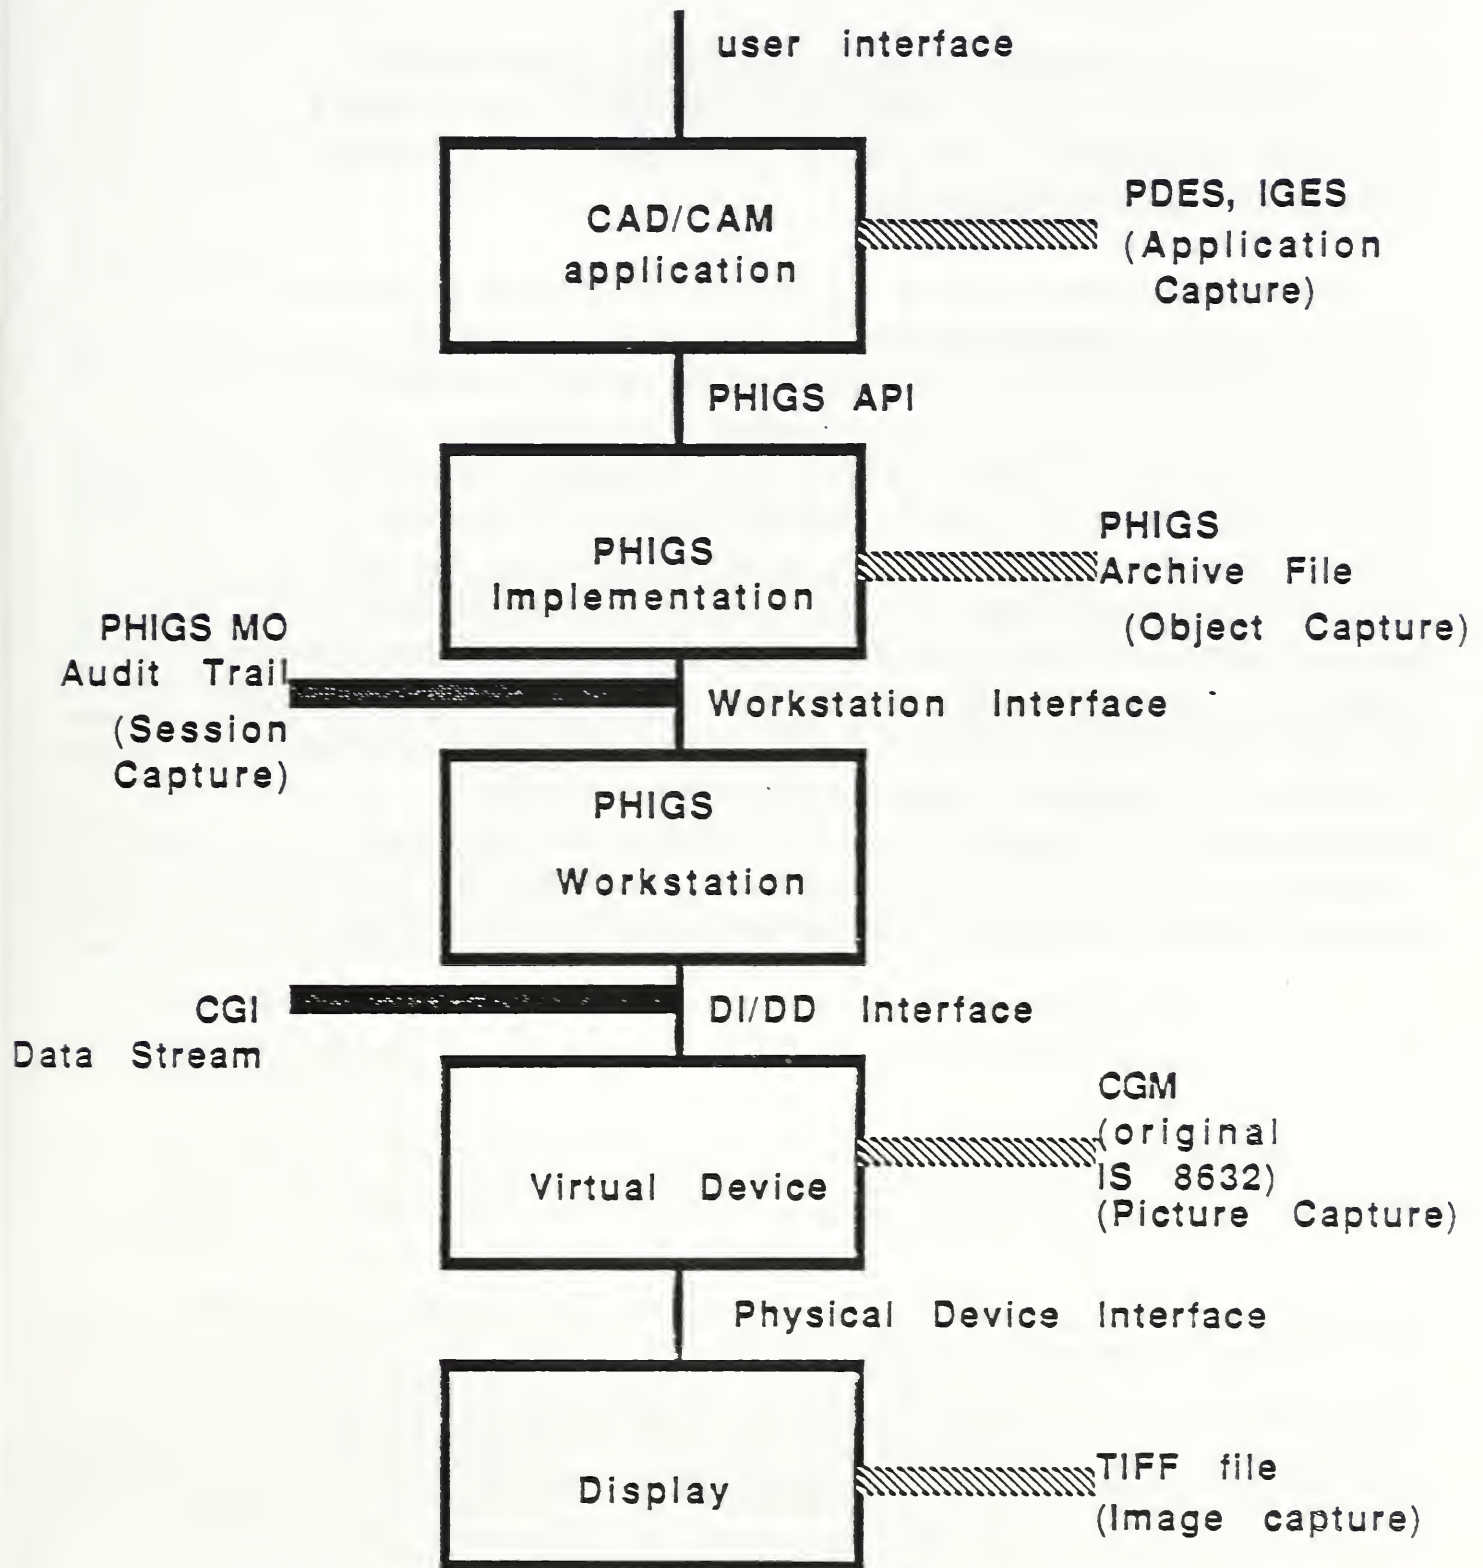 user interface
CAD/CAM
application
PDES, IGES
(Application
Capture)
PHIGS API
PHIGS
Implementation
PHIGS
Archive File
(Object Capture)
PHIGS MO
Audit Trail
(Session
Capture)
Workstation Interface
PHIGS
Workstation
CGI
Data Stream
DI/DD Interface
Virtual Device
CGM
(original
IS 8632)
(Picture Capture)
Physical Device Interface
Display
TIFF file
(Image capture)